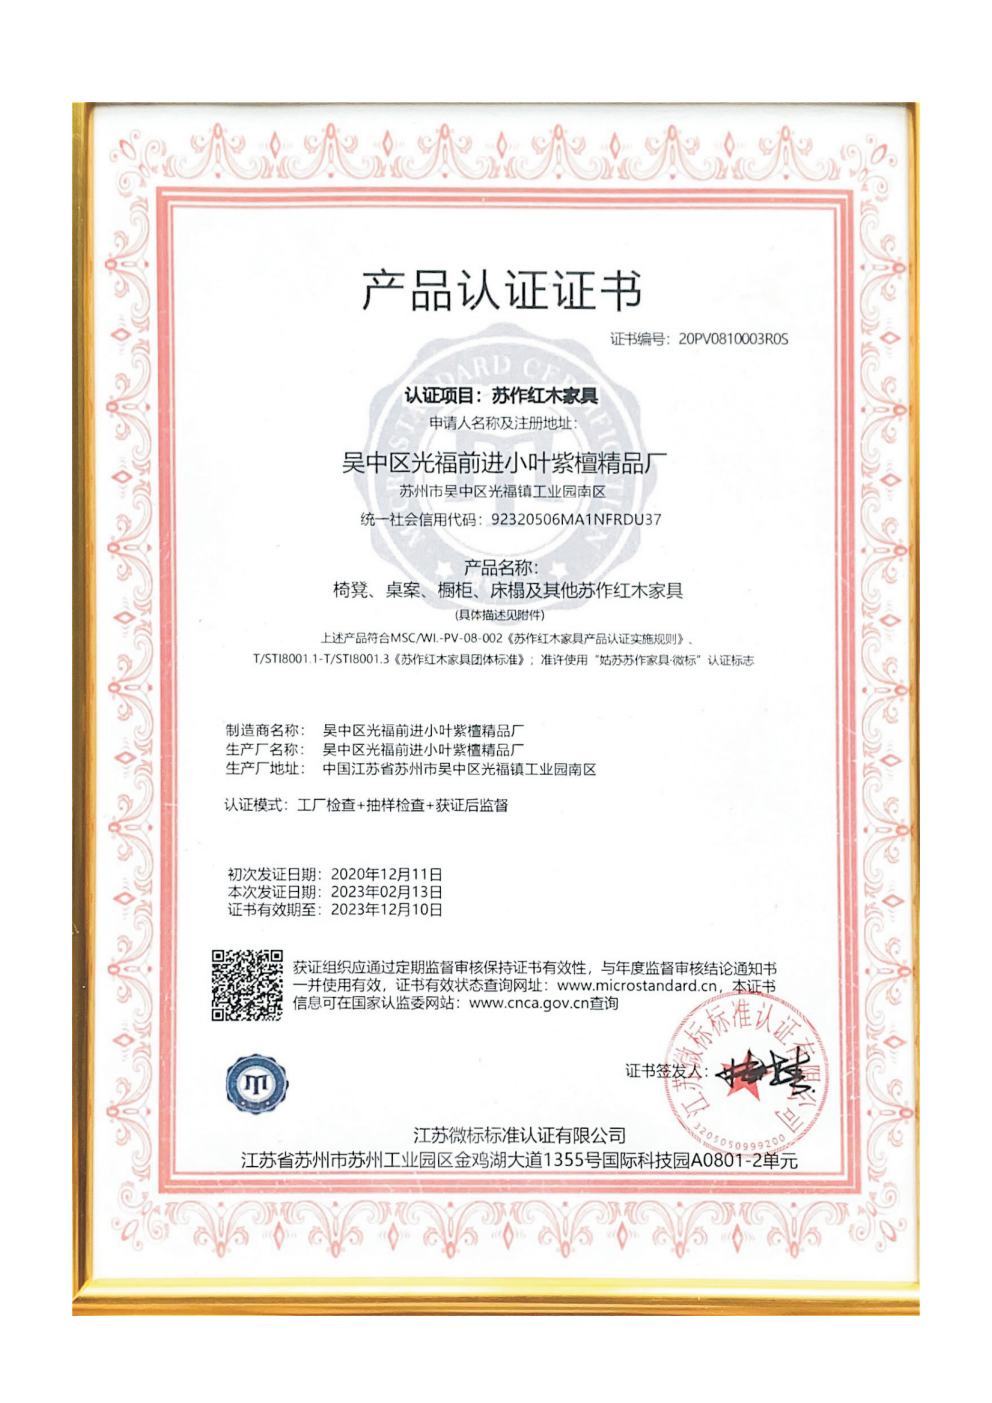 产品认证证书
证书编号：20PV0810003R0S
认证项目：苏作红木家具
申请人名称及注册地址：
吴中区光福前进小叶紫檀精品厂
苏州市吴中区光福镇工业园南区
统一社会信用代码：92320506MA1NFRDU37
产品名称：
椅凳、桌案、橱柜、床榻及其他苏作红木家具
(具体描述见附件)
上述产品符合MSC/WI.-PV-08-002《苏作红木家具产品认证实施规则》、
T/STI8001.1-T/STI8001.3《苏作红木家具团体标准》；准许使用“姑苏苏作家具·微标”认证标志
制造商名称： 吴中区光福前进小叶紫檀精品厂
生产厂名称： 吴中区光福前进小叶紫檀精品厂
生产厂地址： 中国江苏省苏州市吴中区光福镇工业园南区
认证模式：工厂检查+抽样检查+获证后监督
初次发证日期：2020年12月11日
本次发证日期：2023年02月13日
证书有效期至：2023年12月10日
获证组织应通过定期监督审核保持证书有效性，与年度监督审核结论通知书
一并使用有效，证书有效状态查询网址：www.microstandard.cn，本证书
信息可在国家认监委网站：www.cnca.gov.cn查询
证书签发人：
江苏微标标准认证有限公司
3205050999200
江苏微标标准认证有限公司
江苏省苏州市苏州工业园区金鸡湖大道1355号国际科技园A0801-2单元